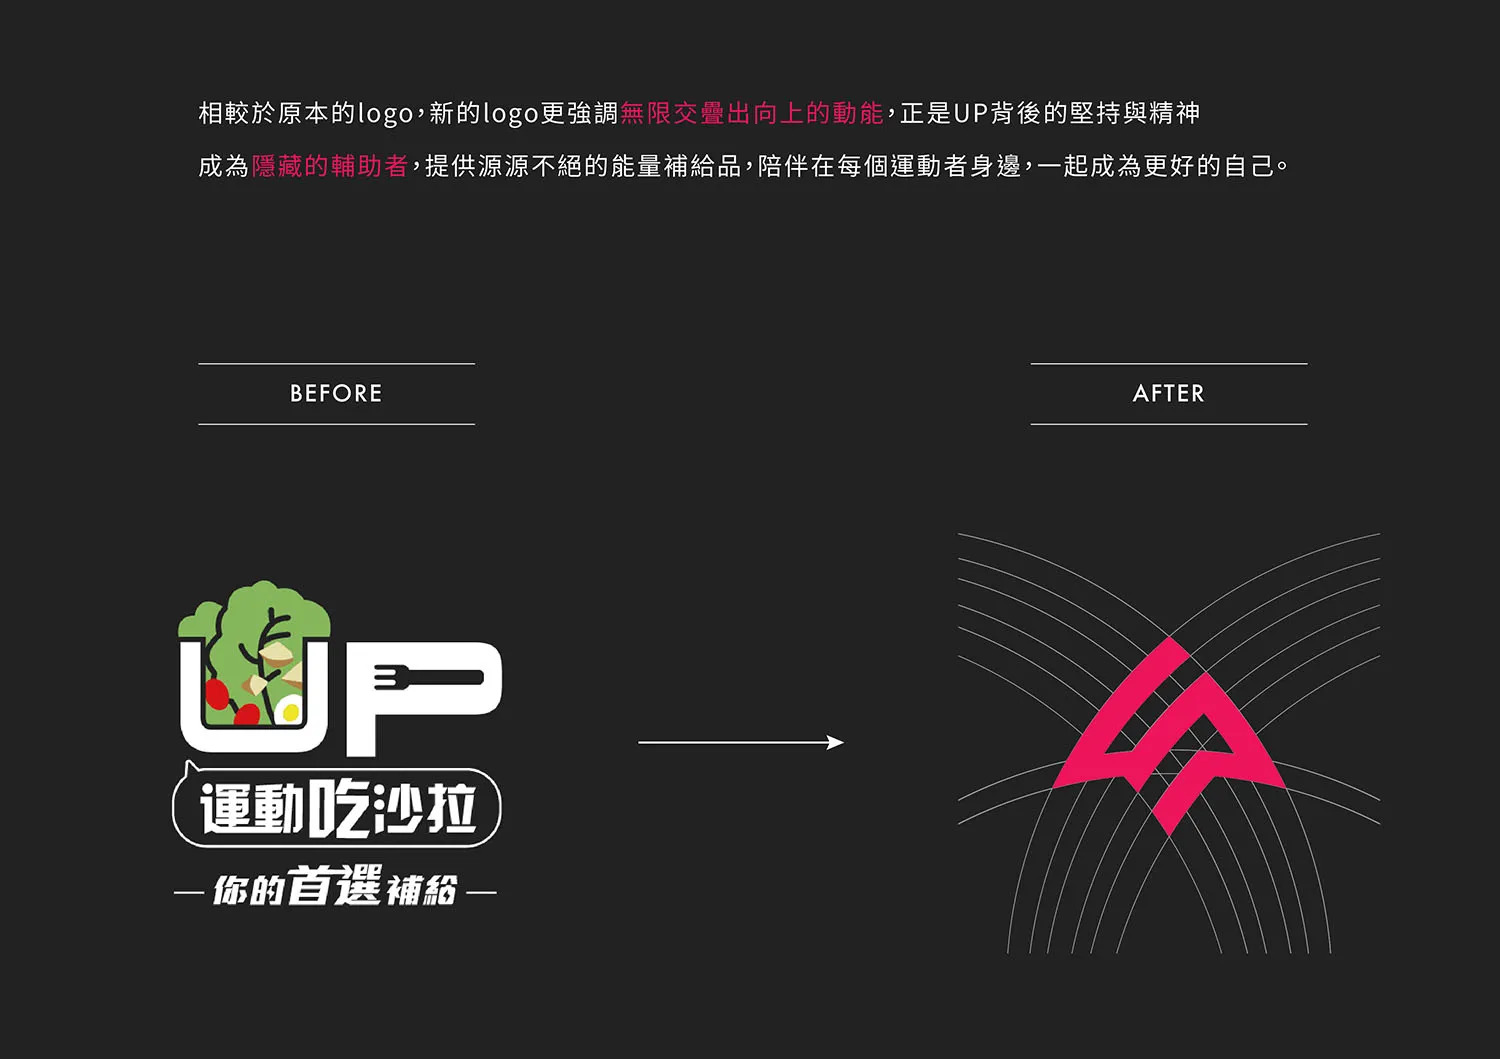 相較於原本的logo，新的logo更強調無限交疊出向上的動能，正是UP背後的堅持與精神
成為隱藏的輔助者，提供源源不絕的能量補給品，陪伴在每個運動者身邊，一起成為更好的自己。
BEFORE
AFTER
UP
運動吃沙拉
—你的首選補給—